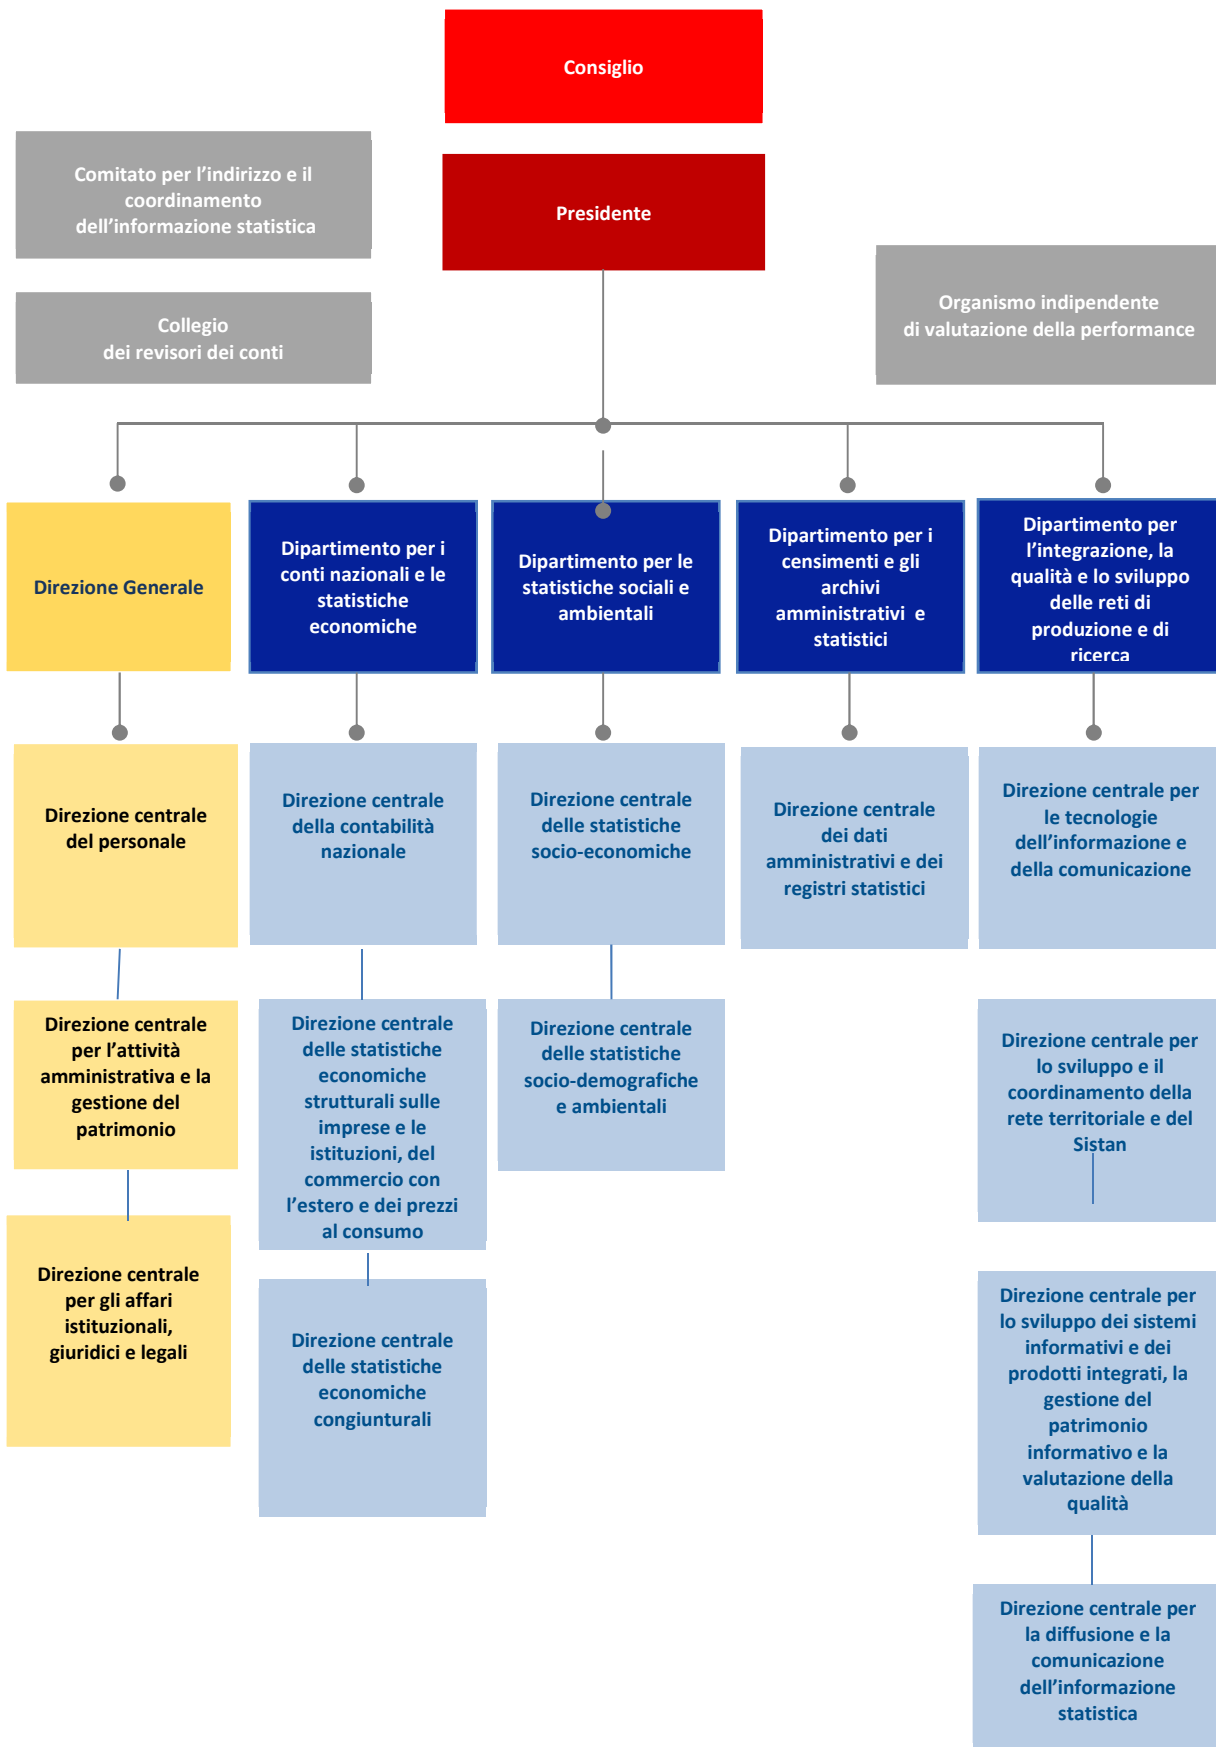 Consiglio
Comitato per l’indirizzo e il
coordinamento
dell’informazione statistica
Presidente
Collegio
dei revisori dei conti
Organismo indipendente
di valutazione della performance
Direzione Generale
Dipartimento per i
conti nazionali e le
statistiche
economiche
Dipartimento per le
statistiche sociali e
ambientali
Dipartimento per i
censimenti e gli
archivi
amministrativi e
statistici
Dipartimento per
l’integrazione, la
qualità e lo sviluppo
delle reti di
produzione e di
ricerca
Direzione centrale
del personale
Direzione centrale
della contabilità
nazionale
Direzione centrale
delle statistiche
socio-economiche
Direzione centrale
dei dati
amministrativi e dei
registri statistici
Direzione centrale per
le tecnologie
dell’informazione e
della comunicazione
Direzione centrale
per l’attività
amministrativa e la
gestione del
patrimonio
Direzione centrale
delle statistiche
economiche
strutturali sulle
imprese e le
istituzioni, del
commercio con
l’estero e dei prezzi
al consumo
Direzione centrale
delle statistiche
socio-demografiche
e ambientali
Direzione centrale per
lo sviluppo e il
coordinamento della
rete territoriale e del
Sistan
Direzione centrale
per gli affari
istituzionali,
giuridici e legali
Direzione centrale
delle statistiche
economiche
congiunturali
Direzione centrale per
lo sviluppo dei sistemi
informativi e dei
prodotti integrati, la
gestione del
patrimonio
informativo e la
valutazione della
qualità
Direzione centrale per
la diffusione e la
comunicazione
dell’informazione
statistica